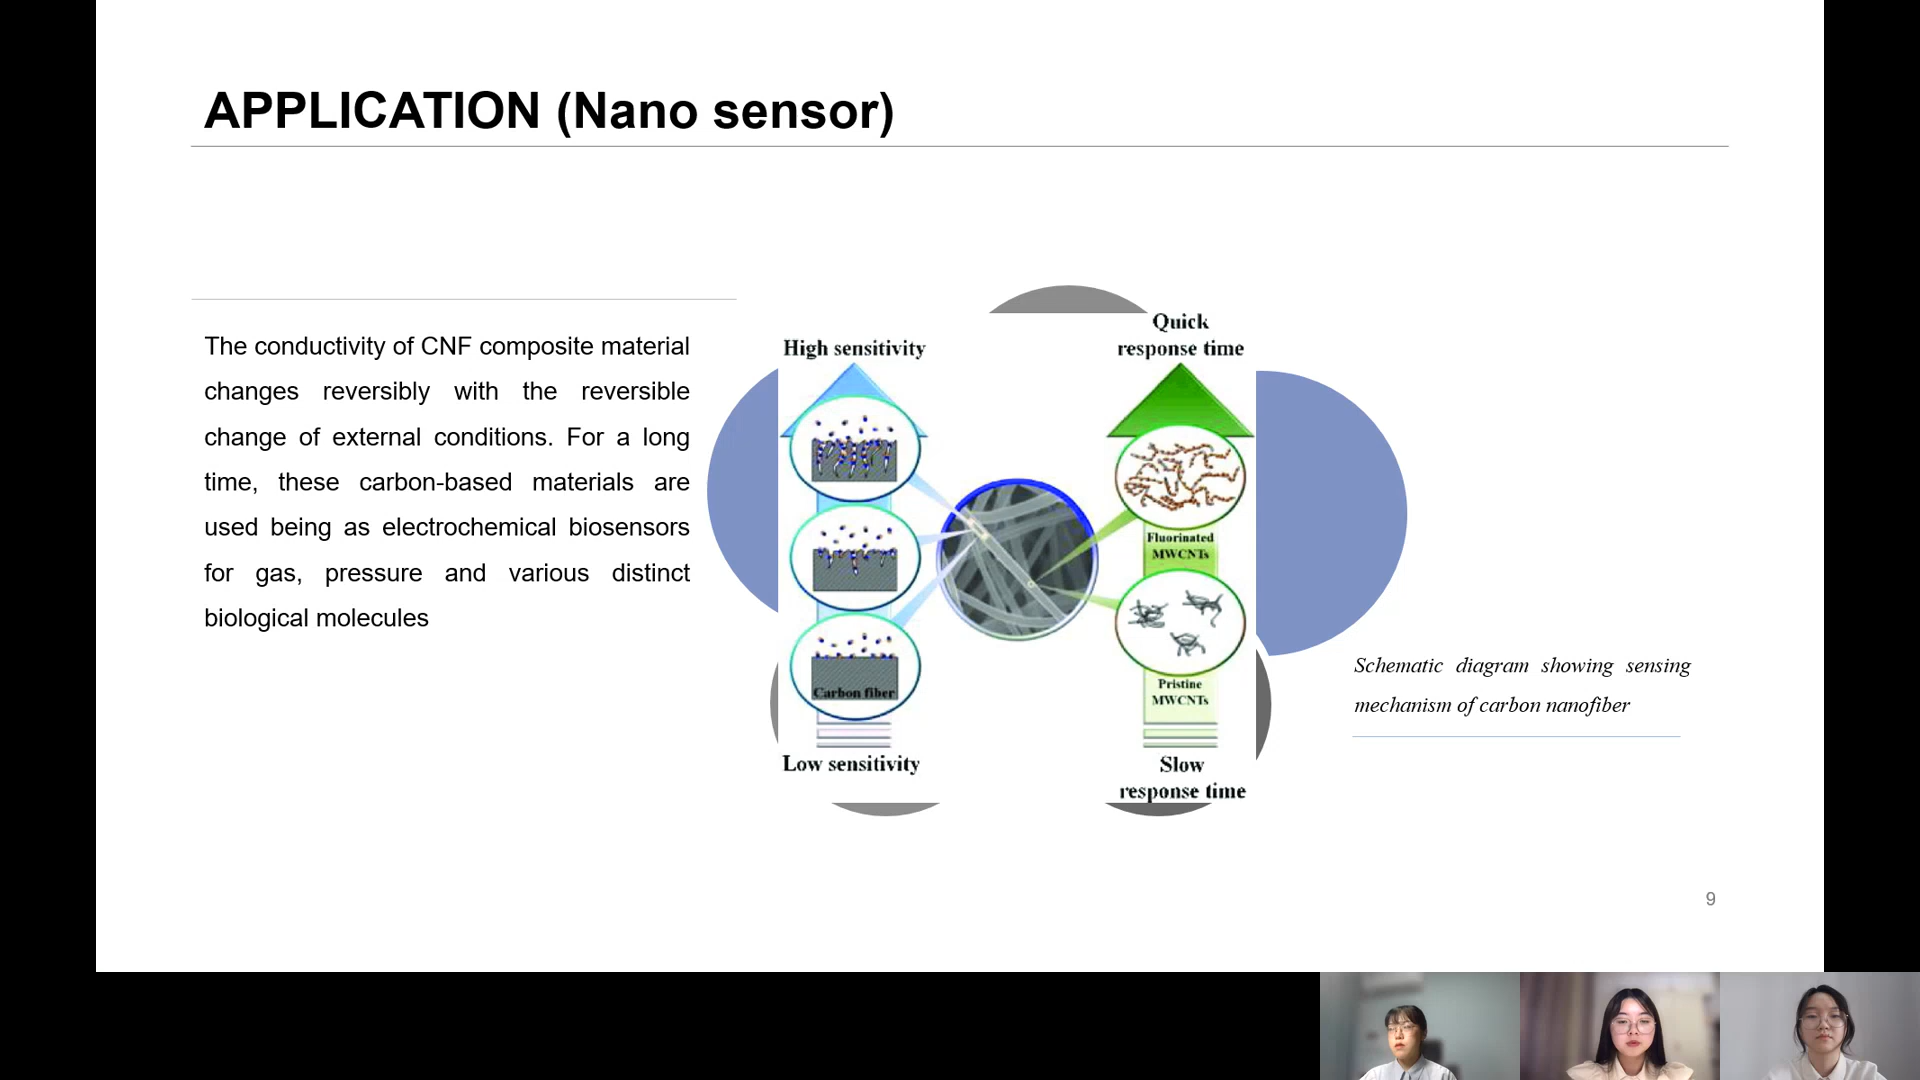 APPLICATION (Nano sensor)
The conductivity of CNF composite material
changes reversibly with the reversible
change of external conditions. For a long
time, these carbon-based materials are
used being as electrochemical biosensors
for gas, pressure and various distinct
biological molecules
High sensitivity
Carbon fiber
Low sensitivity
Quick
response time
Fluorinated
MWCNTs
Pristine
MWCNTs
Slow
response time
Schematic diagram showing sensing
mechanism of carbon nanofiber
9